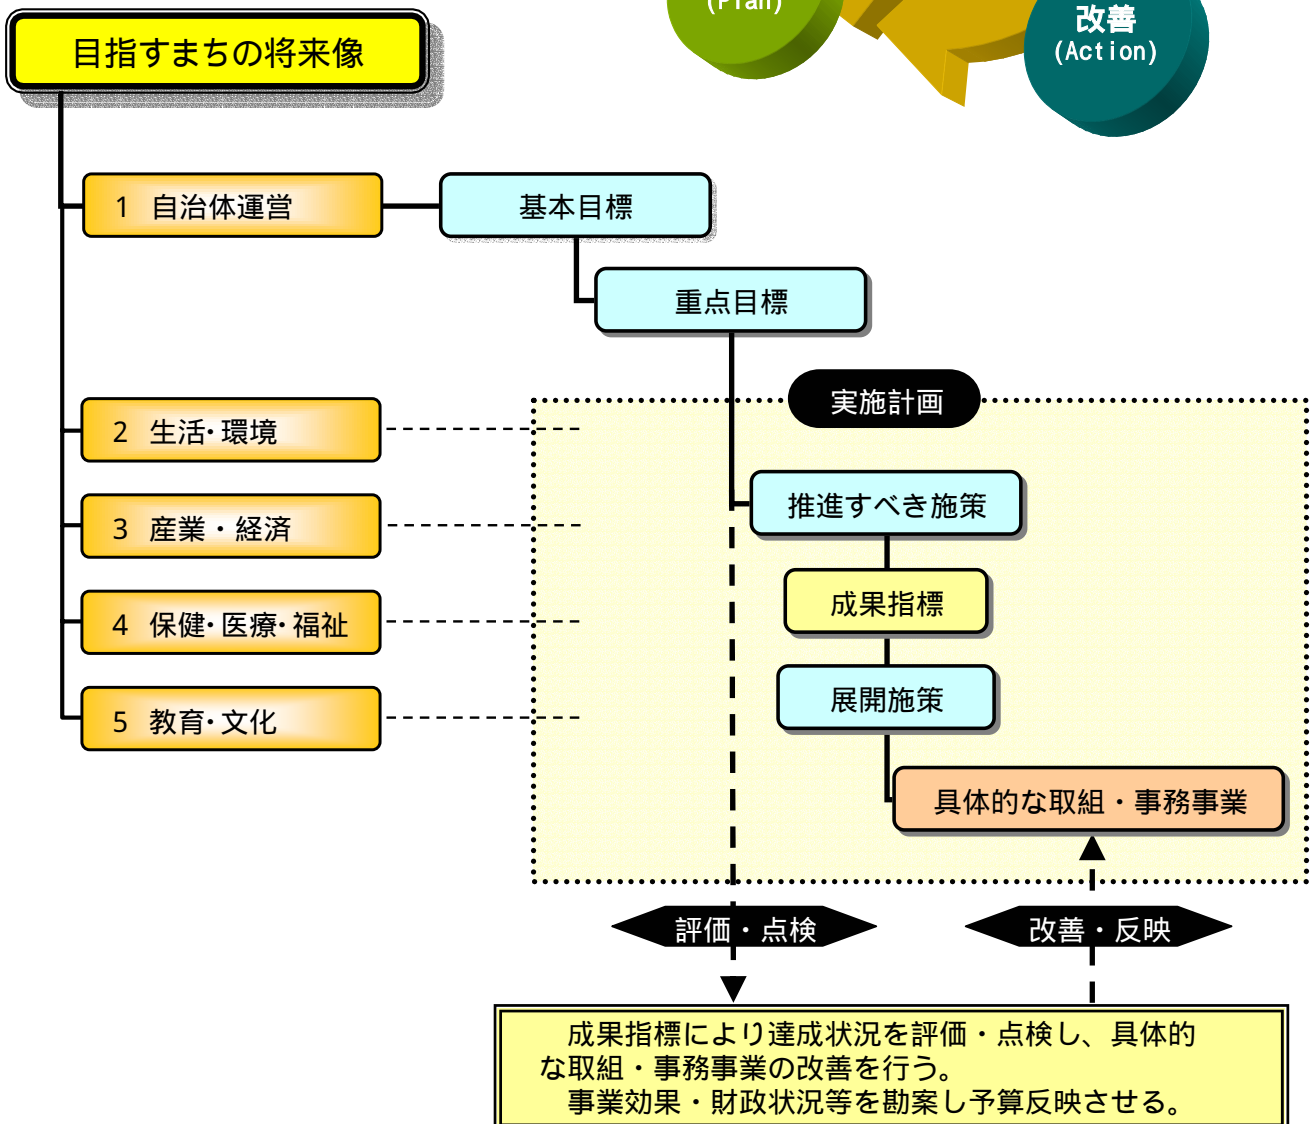 (Plan)
改善
(Action)
目指すまちの将来像
1 自治体運営
基本目標
重点目標
実施計画
2 生活・環境
推進すべき施策
3 産業・経済
成果指標
4 保健・医療・福祉
展開施策
5 教育・文化
具体的な取組・事務事業
評価・点検
改善・反映
成果指標により達成状況を評価・点検し、具体的
な取組・事務事業の改善を行う。
事業効果・財政状況等を勘案し予算反映させる。